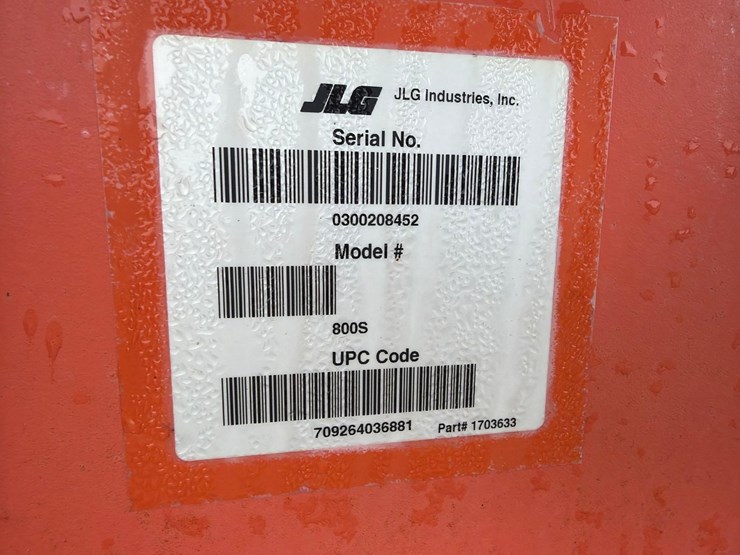 JLG JLG Industries, Inc.
Serial No.
0300208452
Model #
800S
UPC Code
709264036881 Part# 1703633